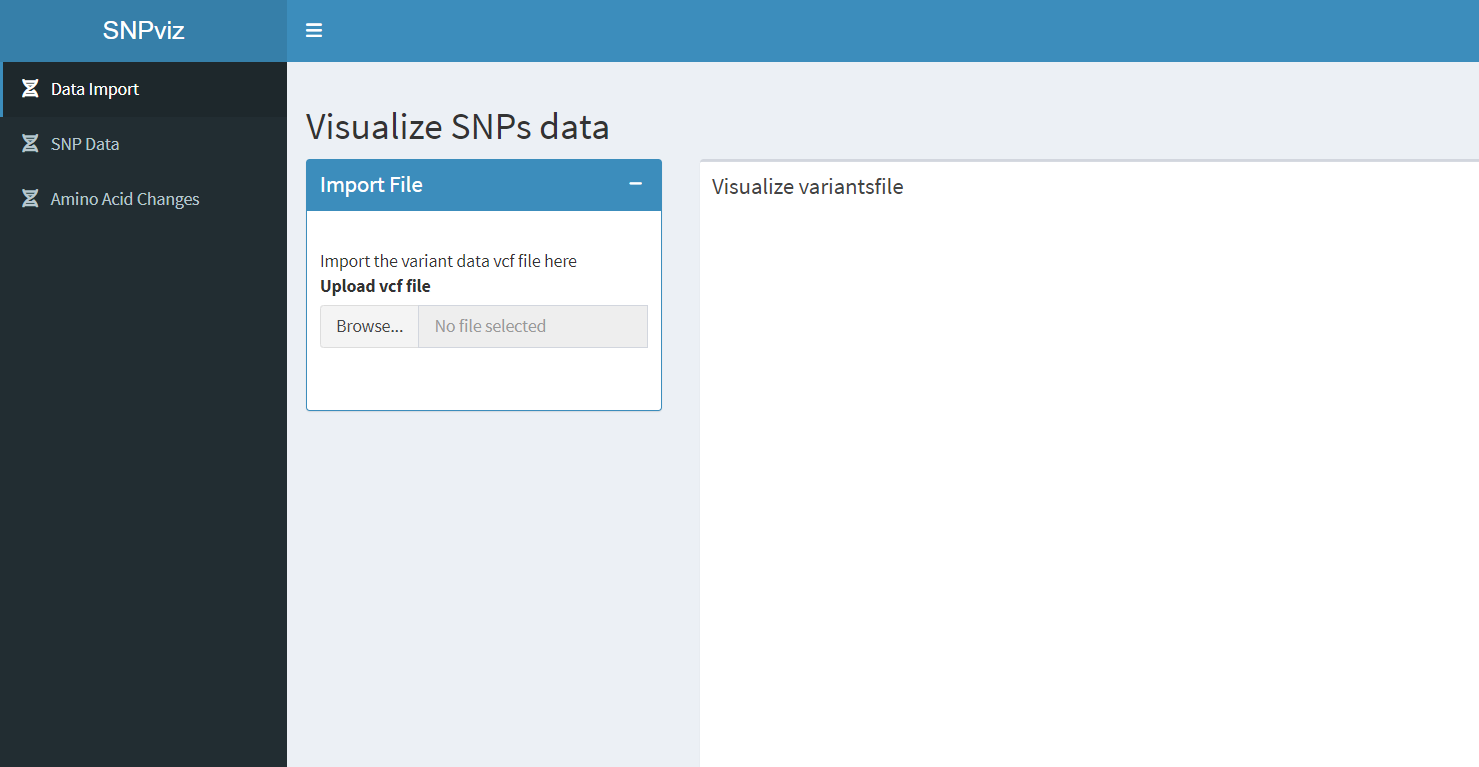 SNPviz
Data Import
SNP Data
Amino Acid Changes
Visualize SNPs data
Import File
Import the variant data vcf file here
Upload vcf file
Browse... No file selected
Visualize variantsfile